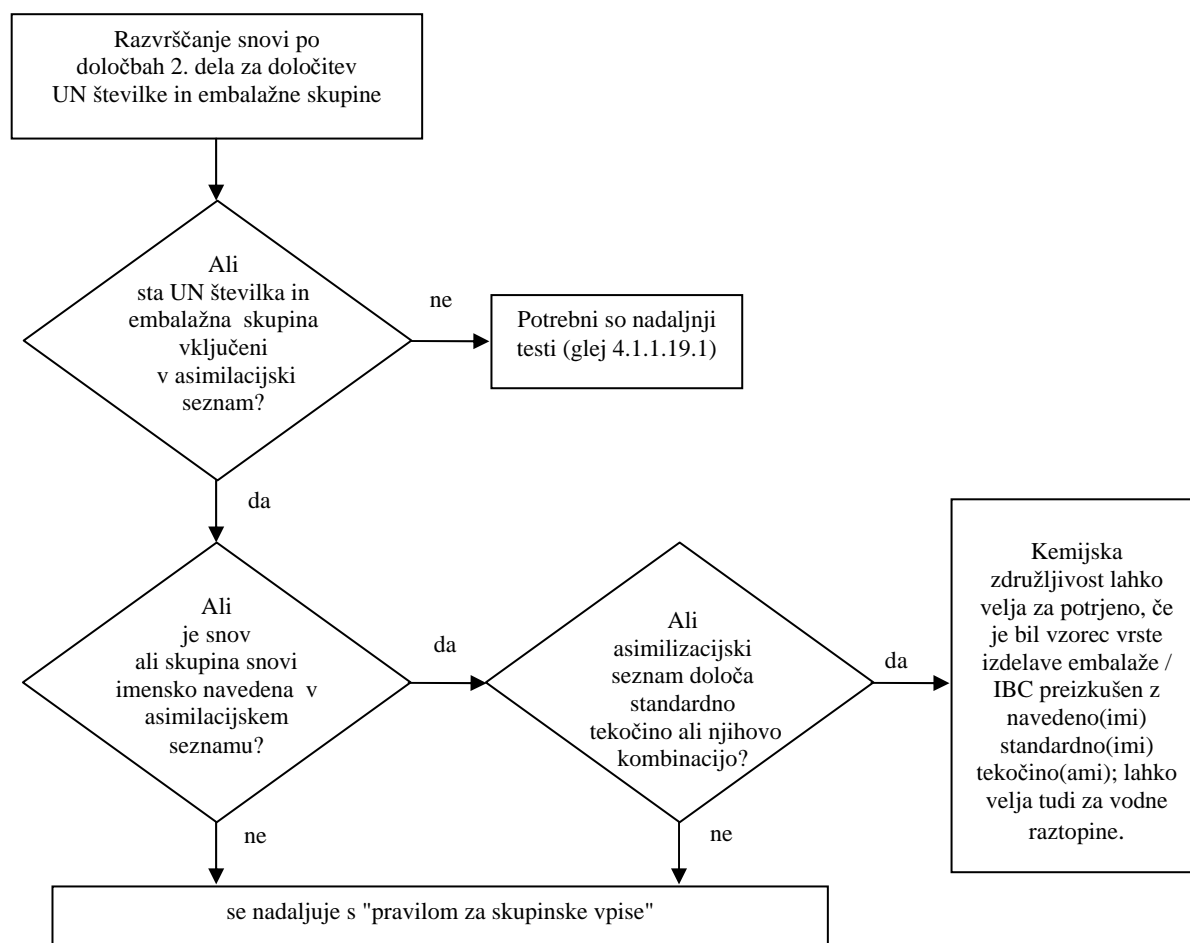 Razvrščanje snovi po
določbah 2. dela za določitev
UN številke in embalažne skupine
Ali
sta UN številka in
embalažna skupina
vključeni
v asimilacijski
seznam?
ne
Potrebni so nadaljnji
testi (glej 4.1.1.19.1)
da
Ali
je snov
ali skupina snovi
imensko navedena v
asimilacijskem
seznamu?
da
Ali
asimilizacijski
seznam določa
standardno
tekočino ali njihovo
kombinacijo?
da
Kemijska
združljivost lahko
velja za potrjeno, če
je bil vzorec vrste
izdelave embalaže /
IBC preizkušen z
navedeno(imi)
standardno(imi)
tekočino(ami); lahko
velja tudi za vodne
raztopine.
ne
ne
se nadaljuje s "pravilom za skupinske vpise"